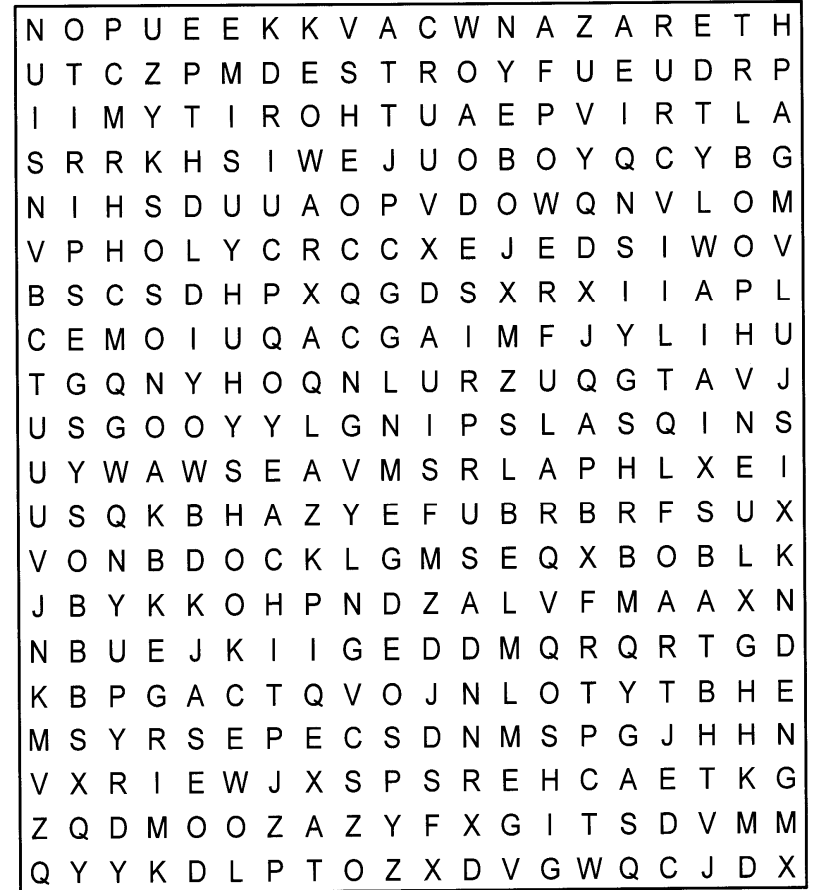 N O P U E E K K V A C W N A Z A R E T H
U T C Z P M D E S T R O Y F U E U D R P
I I M Y T I R O H T U A E P V I R T L A
S R R K H S I W E J U O B O Y Q C Y B G
N I H S D U U A O P V D O W Q N V L O M
V P H O L Y C R C C X E J E D S I W O V
B S C S D H P X Q G D S X R X I I A P L
C E M O I U Q A C G A I M F J Y L I H U
T G Q N Y H O Q N L U R Z U Q G T A V J
U S G O O Y Y L G N I P S L A S Q I N S
U Y W A W S E A V M S R L A P H L X E I
U S Q K B H A Z Y E F U B R B R F S U X
V O N B D O C K L G M S E Q X B O B L K
J B Y K K O H P N D Z A L V F M A A X N
N B U E J K I I G E D D M Q R Q R T G D
K B P G A C T Q V O J N L O T Y T B H E
M S Y R S E P E C S D N M S P G J H H N
V X R I E W J X S P S R E H C A E T K G
Z Q D M O O Z A Z Y F X G I T S D V M M
Q Y Y K D L P T O Z X D V G W Q C J D X